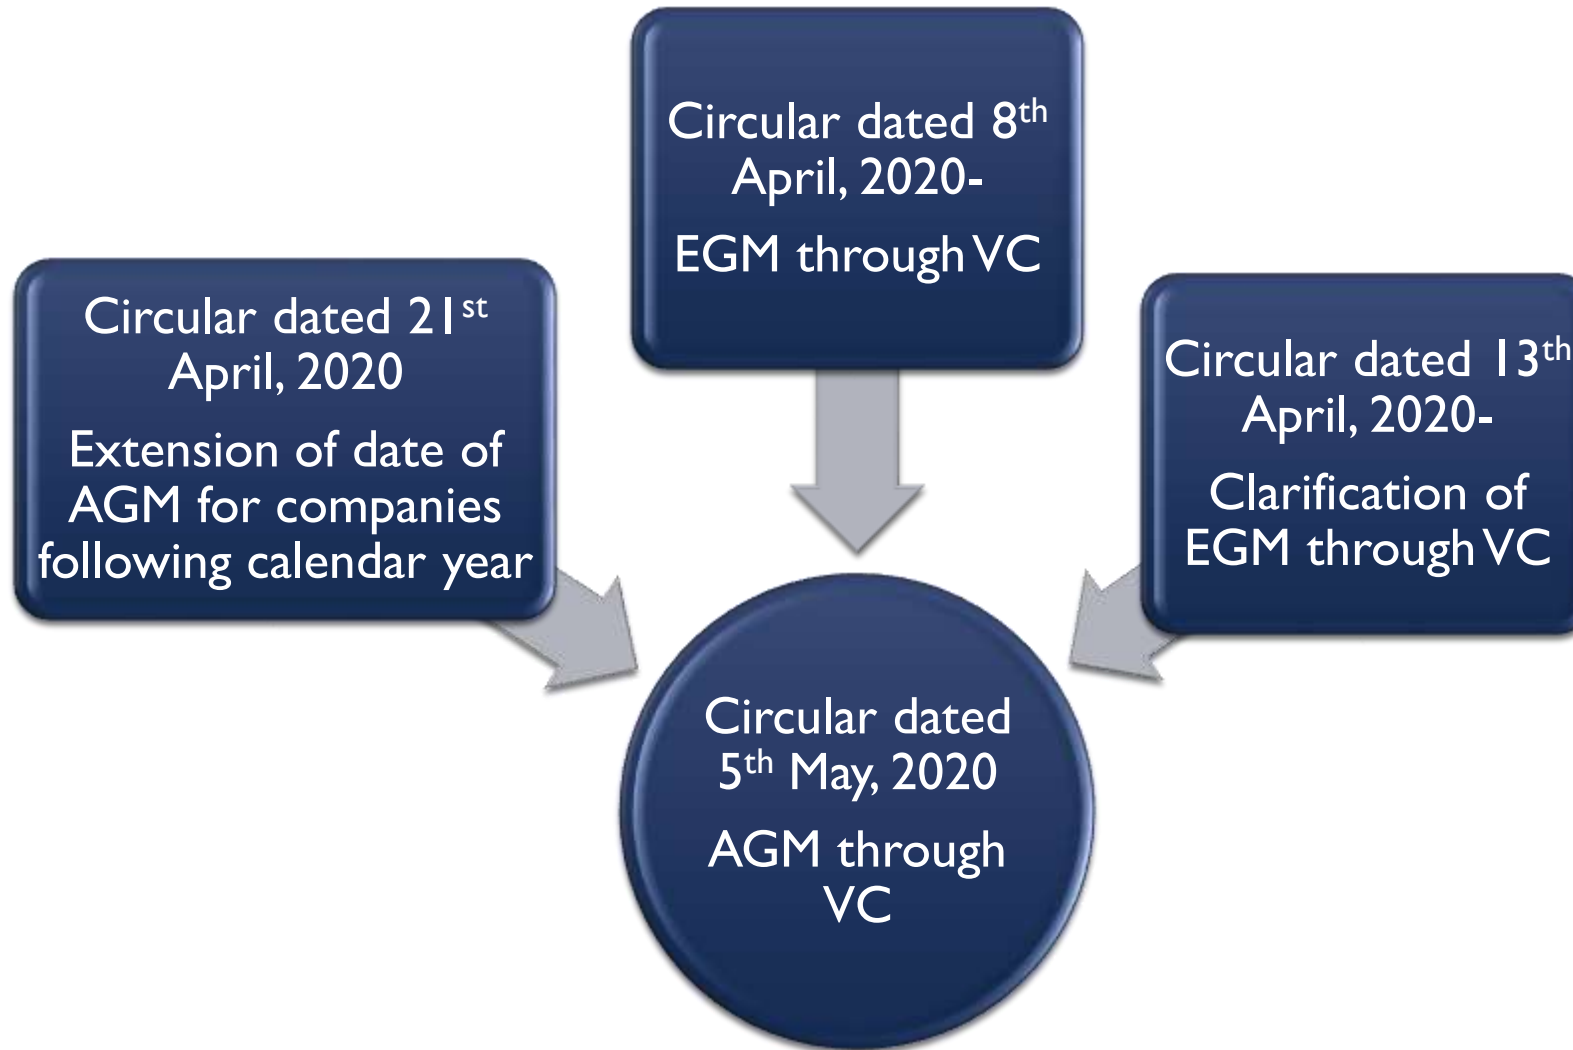 Circular dated 8th
April, 2020-
EGM through VC
Circular dated 21st
April, 2020
Extension of date of
AGM for companies
following calendar year
Circular dated 13th
April, 2020-
Clarification of
EGM through VC
Circular dated
5th May, 2020
AGM through
VC